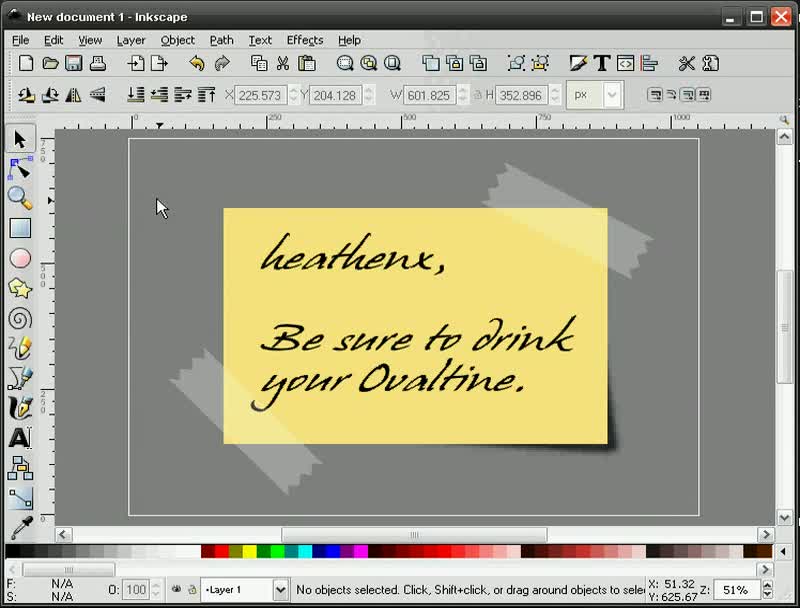 New document 1 - Inkscape
File Edit View Layer Object Path Text Effects Help
X 225.573 Y 204.128 W 601.825 H 352.896 px
0 250 500 750 1000
heathenx,
Be sure to drink
your Ovaltine.
F: N/A O: 100 •Layer 1 No objects selected. Click, Shift+click, or drag around objects to sele X: 51.32 Z: 51%
S: N/A Y: 625.67